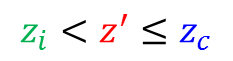 z_i < z' ≤ z_c